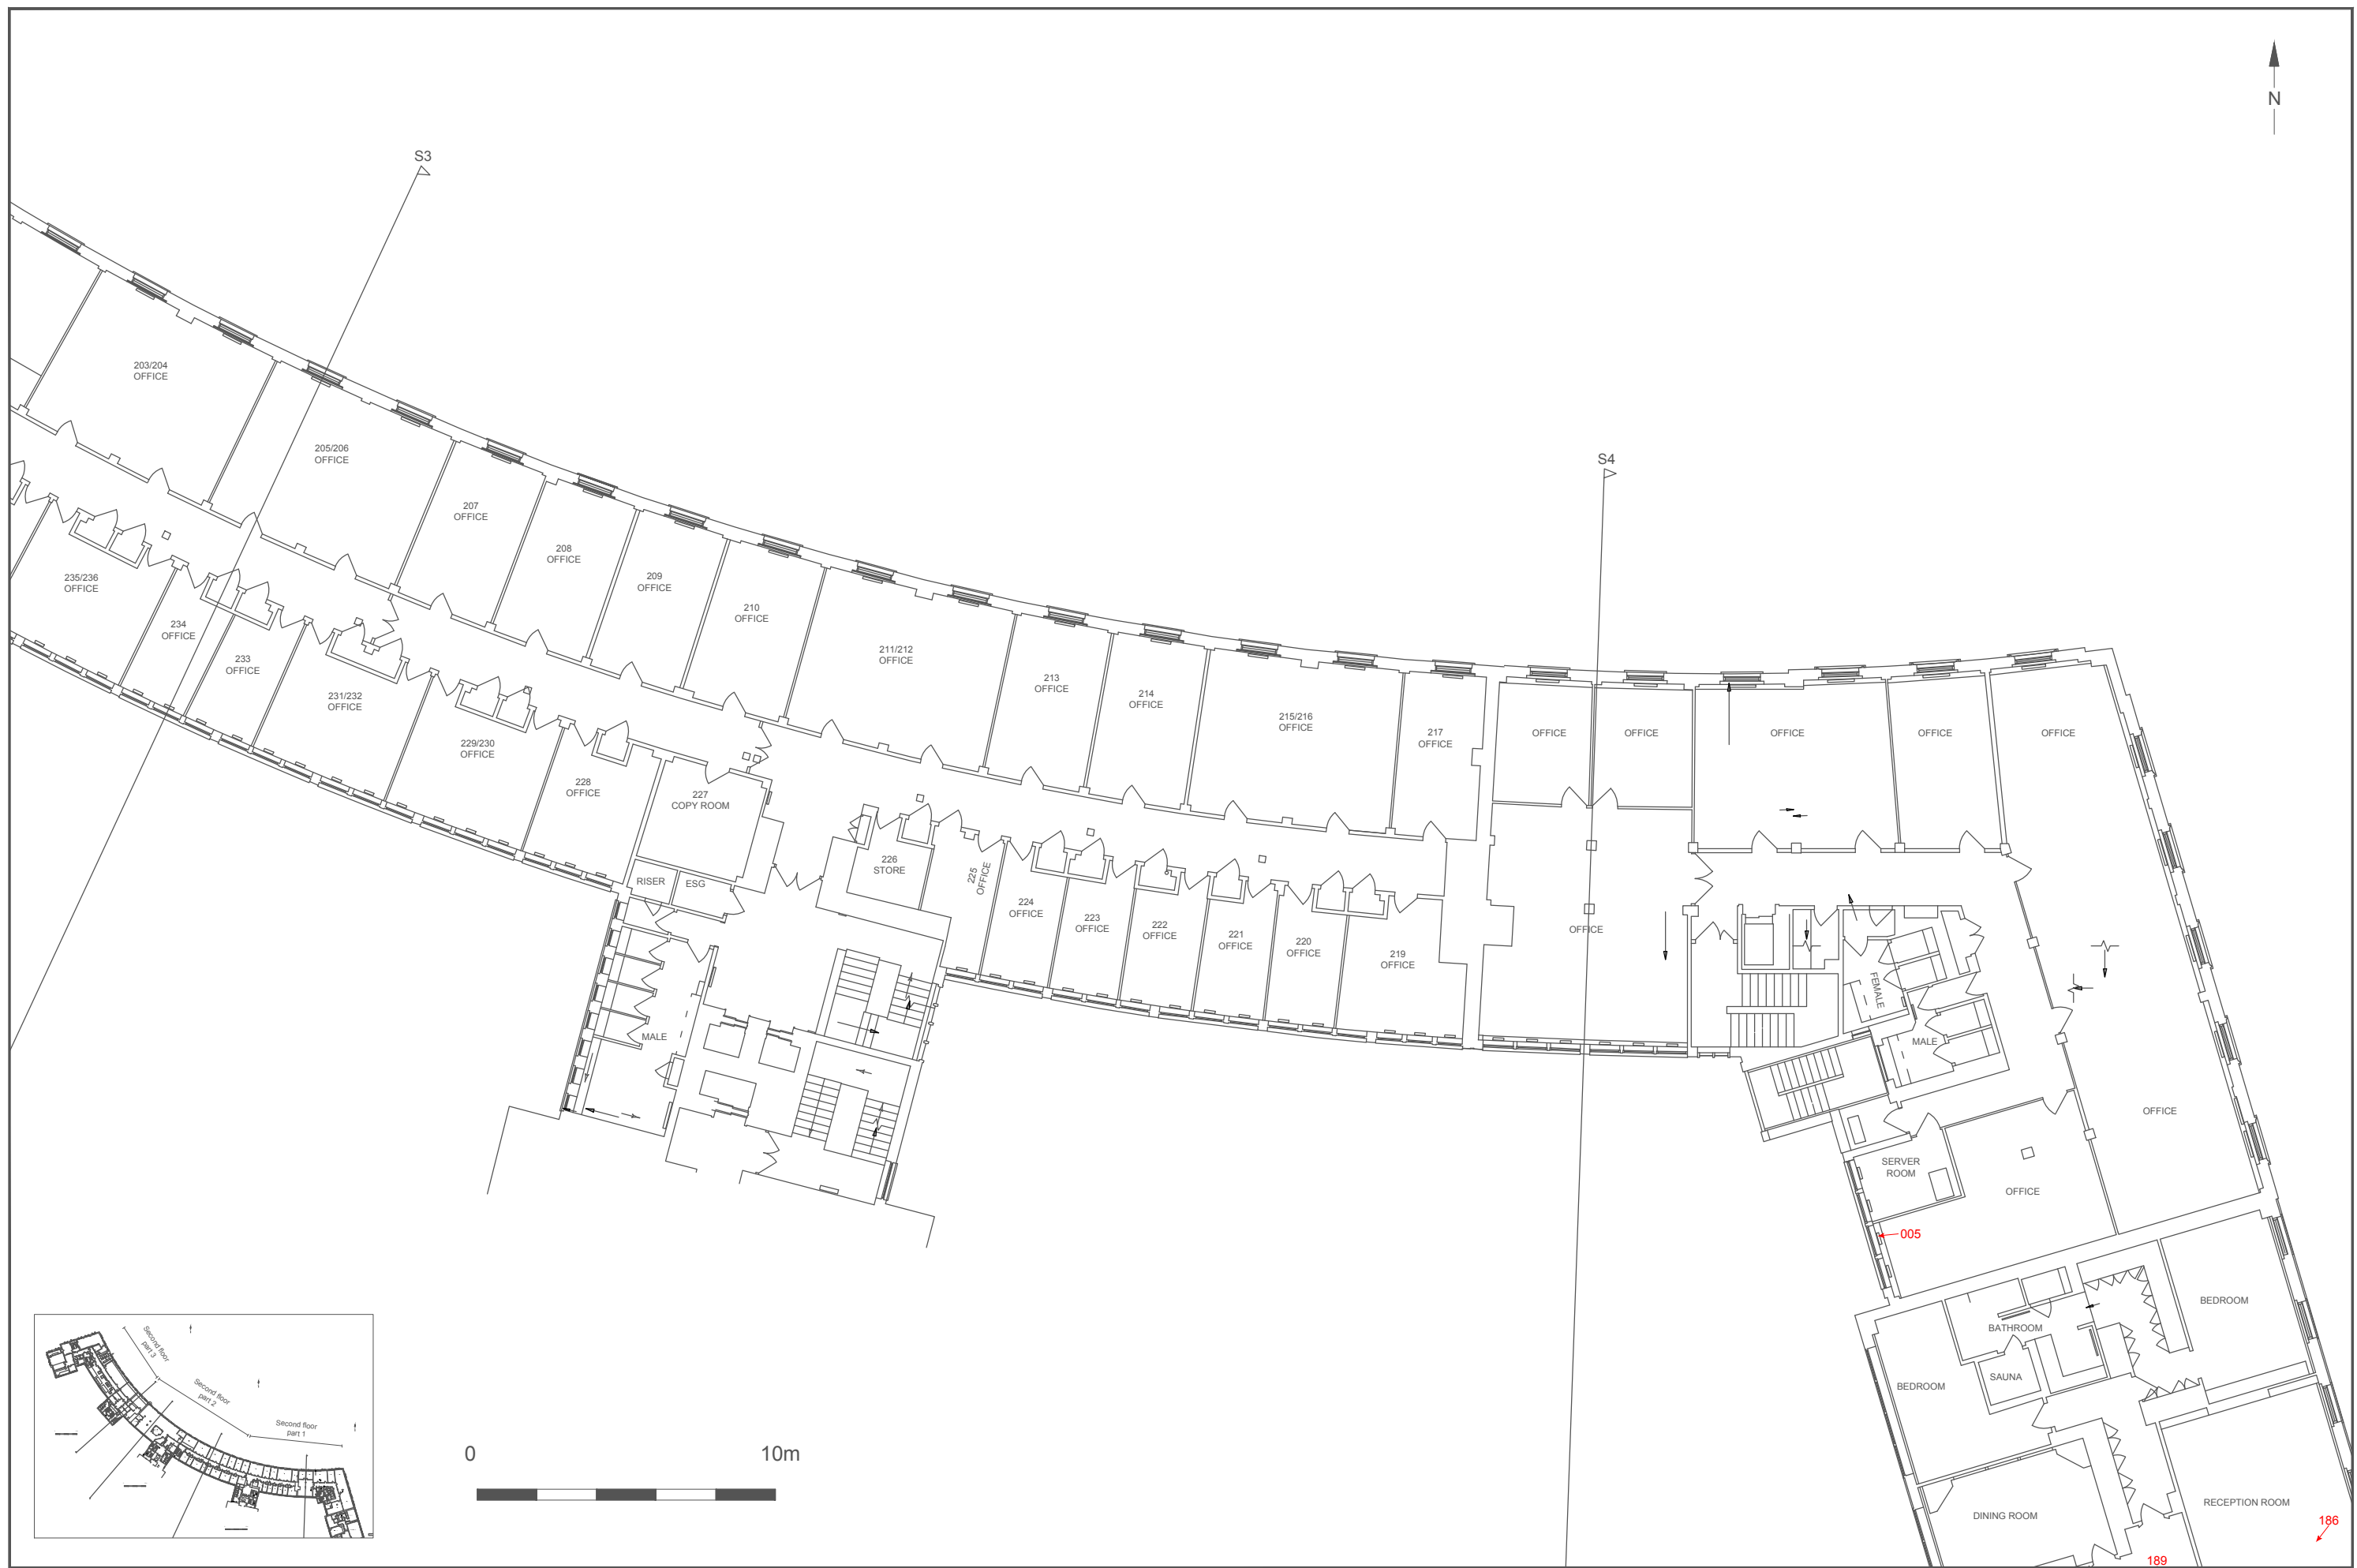 N
S3
S4
203/204
OFFICE
205/206
OFFICE
207
OFFICE
208
OFFICE
209
OFFICE
210
OFFICE
211/212
OFFICE
213
OFFICE
214
OFFICE
215/216
OFFICE
217
OFFICE
OFFICE
OFFICE
OFFICE
OFFICE
OFFICE
235/236
OFFICE
234
OFFICE
233
OFFICE
231/232
OFFICE
229/230
OFFICE
228
OFFICE
227
COPY ROOM
226
STORE
225
OFFICE
224
OFFICE
223
OFFICE
222
OFFICE
221
OFFICE
220
OFFICE
219
OFFICE
OFFICE
RISER
ESG
MALE
FEMALE
MALE
OFFICE
SERVER
ROOM
OFFICE
005
BEDROOM
BATHROOM
SAUNA
BEDROOM
DINING ROOM
RECEPTION ROOM
186
189
Second floor
part 3
Second floor
part 2
Second floor
part 1
0
10m